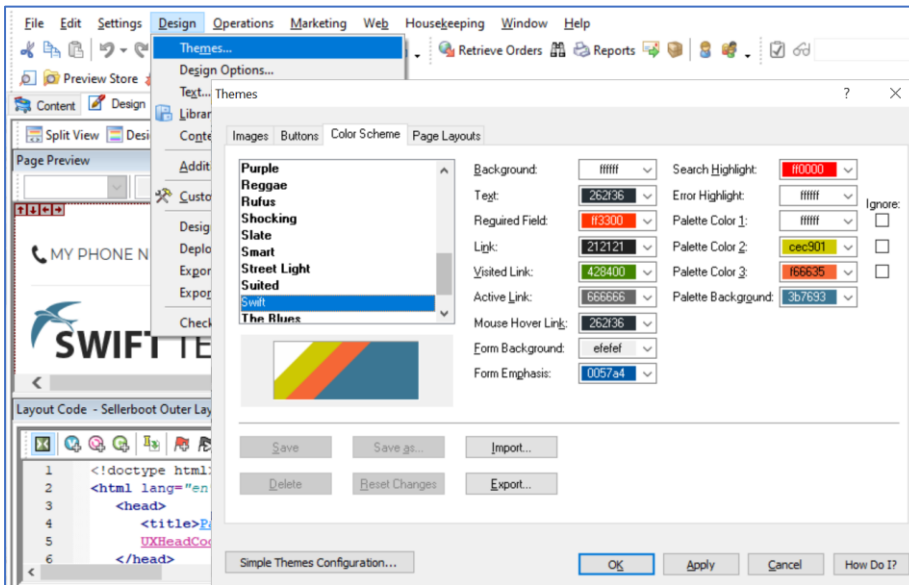 File Edit Settings Design Operations Marketing Web Housekeeping Window Help
Themes...
Retrieve Orders Reports
Preview Store
Design Options...
Text...
Content Design
Split View
Page Preview
MY PHONE N
SWIFT TE
Layout Code - Sellerboot Outer Lay
1 <!doctype html
2 <html lang="en
3 <head>
4 <title>
5 UXHeadCo
6 </head>
Themes
? ×
Images Buttons Color Scheme Page Layouts
Purple
Reggae
Rufus
Shocking
Slate
Smart
Street Light
Suited
Swift
The Blues
Background: ffffff
Text: 262f36
Required Field: ff3300
Link: 212121
Visited Link: 428400
Active Link: 666666
Mouse Hover Link: 262f36
Form Background: efefef
Form Emphasis: 0057a4
Search Highlight: ff0000
Error Highlight: ffffff
Ignore:
Palette Color 1: ffffff
Palette Color 2: cec901
Palette Color 3: f66635
Palette Background: 3b7693
Save Save as... Import...
Delete Reset Changes Export...
Simple Themes Configuration... OK Apply Cancel How Do I?